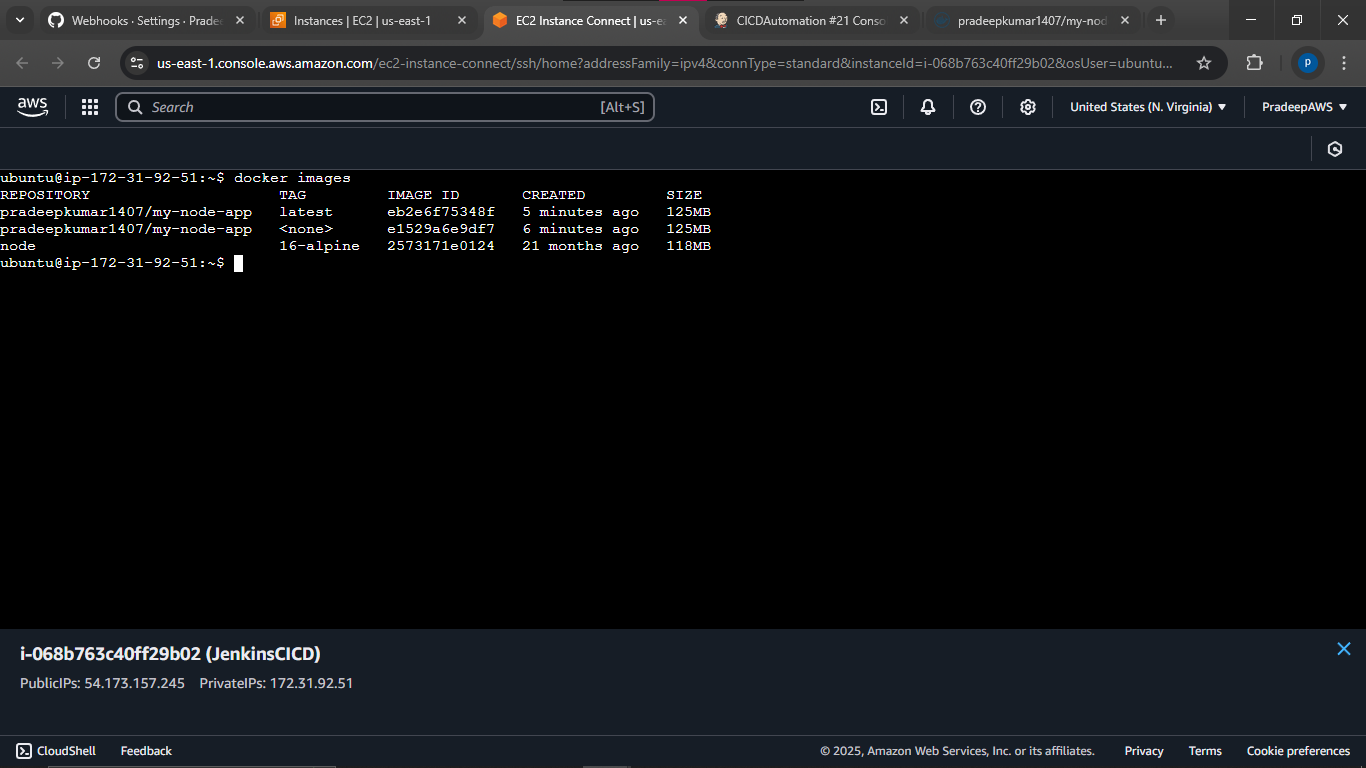 Webhooks · Settings · Pradee
Instances | EC2 | us-east-1
EC2 Instance Connect | us-ea
CICDAutomation #21 Conso
pradeepkumar1407/my-nod
us-east-1.console.aws.amazon.com/ec2-instance-connect/ssh/home?addressFamily=ipv4&connType=standard&instanceId=i-068b763c40ff29b02&osUser=ubuntu...
p
aws
Search
[Alt+S]
United States (N. Virginia)
PradeepAWS
ubuntu@ip-172-31-92-51:~$ docker images
REPOSITORY TAG IMAGE ID CREATED SIZE
pradeepkumar1407/my-node-app latest eb2e6f75348f 5 minutes ago 125MB
pradeepkumar1407/my-node-app <none> e1529a6e9df7 6 minutes ago 125MB
node 16-alpine 2573171e0124 21 months ago 118MB
ubuntu@ip-172-31-92-51:~$
i-068b763c40ff29b02 (JenkinsCICD)
PublicIPs: 54.173.157.245 PrivateIPs: 172.31.92.51
CloudShell Feedback © 2025, Amazon Web Services, Inc. or its affiliates. Privacy Terms Cookie preferences